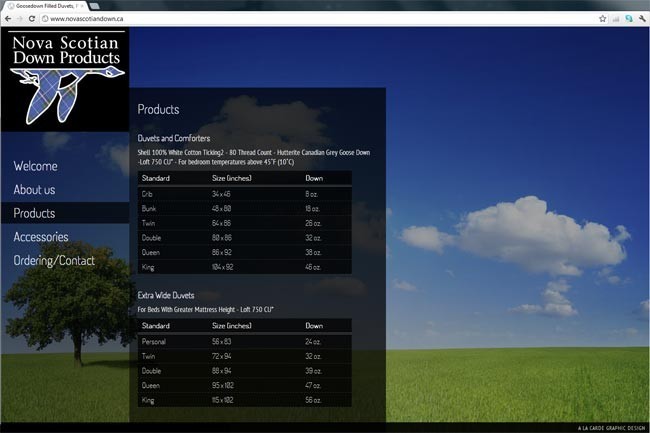 Goosedown Filled Duvets,
www.novascotiandown.ca
Nova Scotian
Down Products
Welcome
About us
Products
Accessories
Ordering/Contact
Products
Duvets and Comforters
Shell 100% White Cotton Ticking2 - 80 Thread Count - Hutterite Canadian Grey Goose Down
-Loft 750 CU" - For bedroom temperatures above 45˚F (10˚C)
Standard Size (inches) Down
Crib 34 x 46 8 oz.
Bunk 48 x 80 18 oz.
Twin 64 x 86 26 oz.
Double 80 x 86 32 oz.
Queen 86 x 92 38 oz.
King 104 x 92 46 oz.
Extra Wide Duvets
For Beds With Greater Mattress Height - Loft 750 CU"
Standard Size (inches) Down
Personal 56 x 83 24 oz.
Twin 72 x 94 32 oz.
Double 88 x 94 39 oz.
Queen 95 x 102 47 oz.
King 115 x 102 56 oz.
A LA CARDE GRAPHIC DESIGN